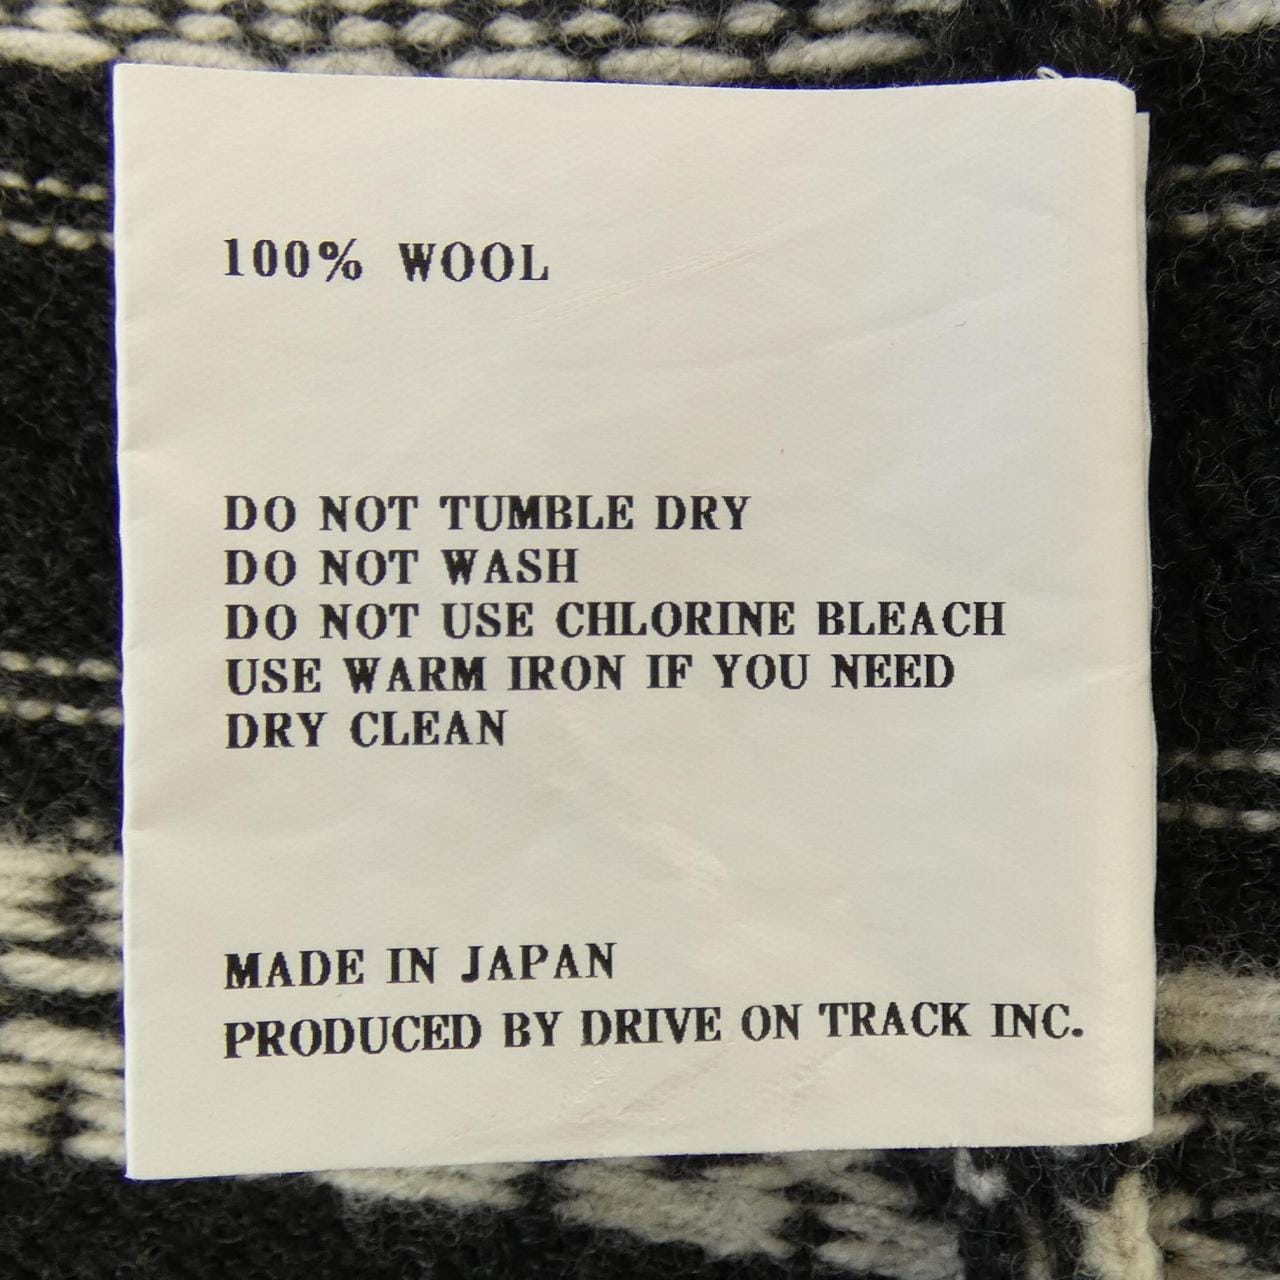 100% WOOL
DO NOT TUMBLE DRY
DO NOT WASH
DO NOT USE CHLORINE BLEACH
USE WARM IRON IF YOU NEED
DRY CLEAN
MADE IN JAPAN
PRODUCED BY DRIVE ON TRACK INC.